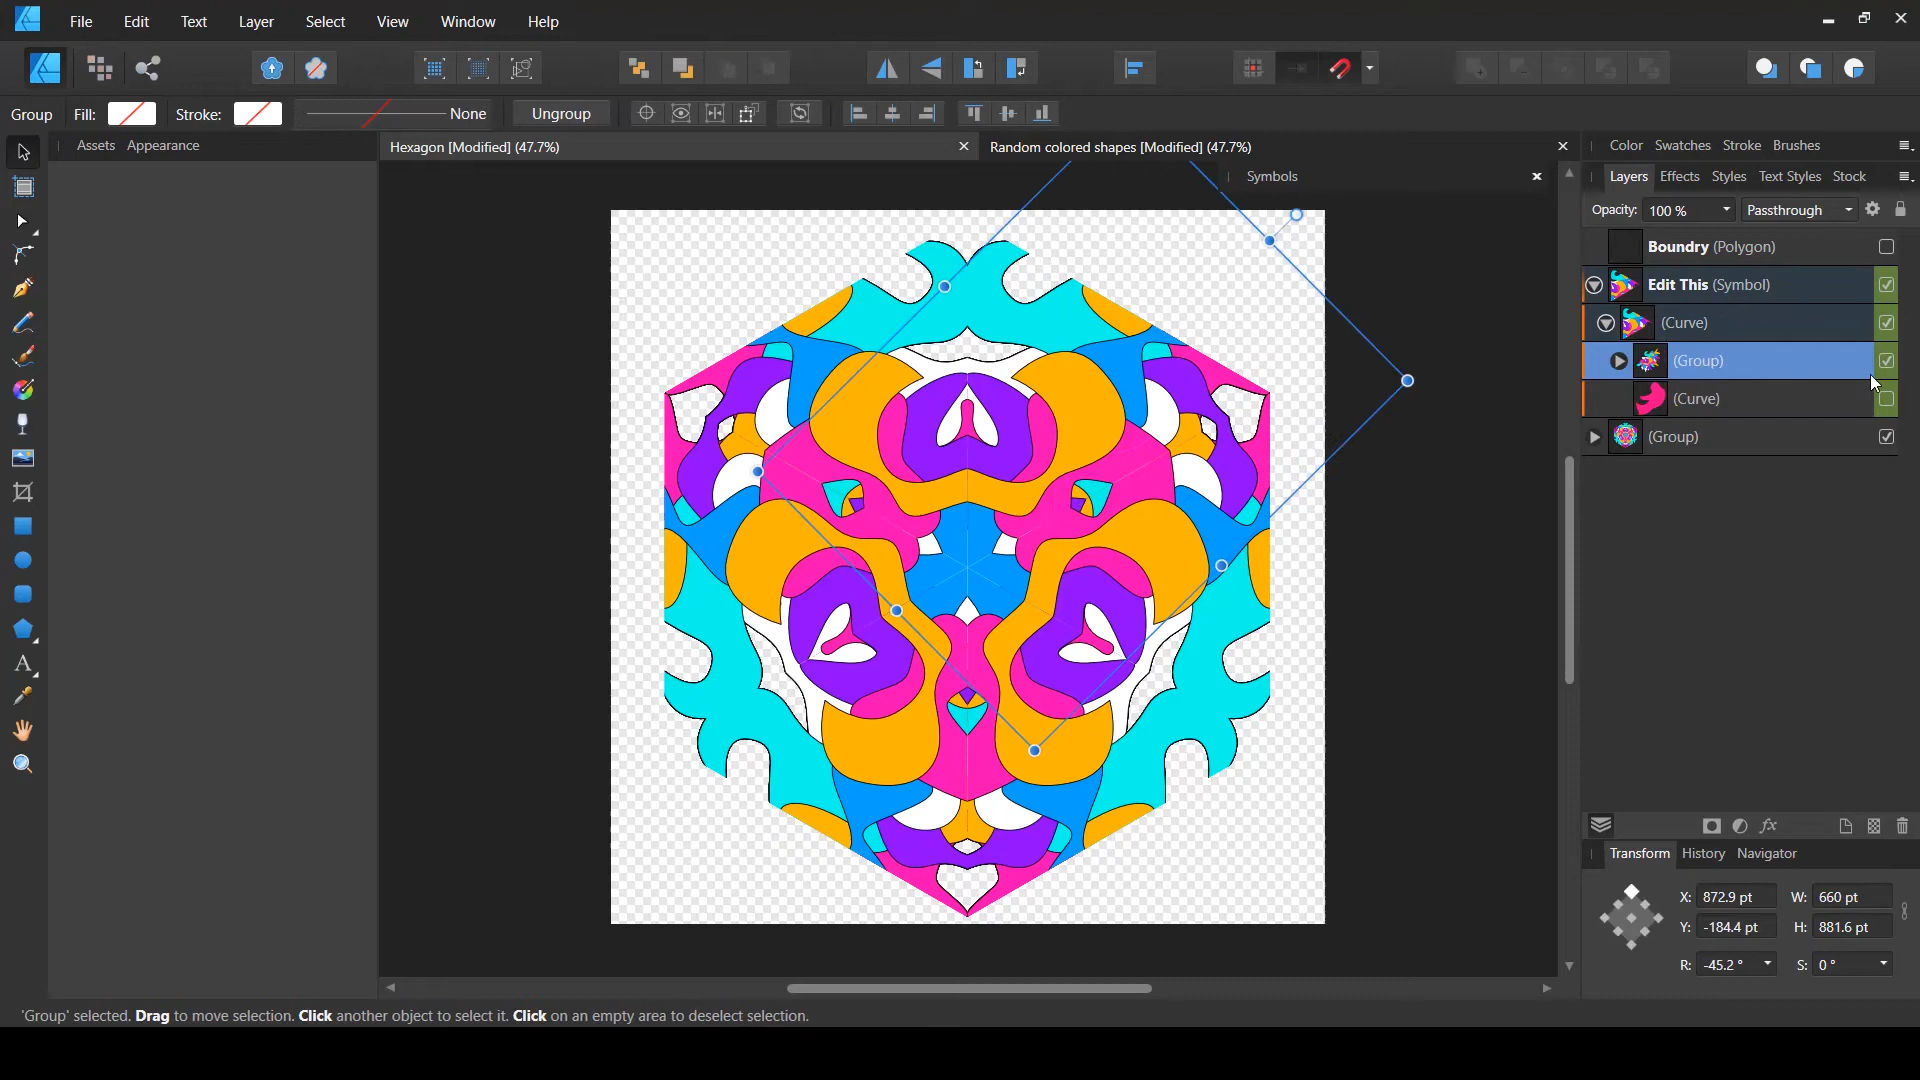 File Edit Text Layer Select View Window Help
Group Fill: Stroke: None Ungroup
Assets Appearance
Hexagon [Modified] (47.7%)
Random colored shapes [Modified] (47.7%)
Symbols
Color Swatches Stroke Brushes
Layers Effects Styles Text Styles Stock
Opacity: 100 % Passthrough
Boundry (Polygon)
Edit This (Symbol)
(Curve)
(Group)
(Curve)
(Group)
fx
A
Transform History Navigator
X: 872.9 pt W: 660 pt
Y: -184.4 pt H: 881.6 pt
R: -45.2 ° S: 0 °
'Group' selected. Drag to move selection. Click another object to select it. Click on an empty area to deselect selection.